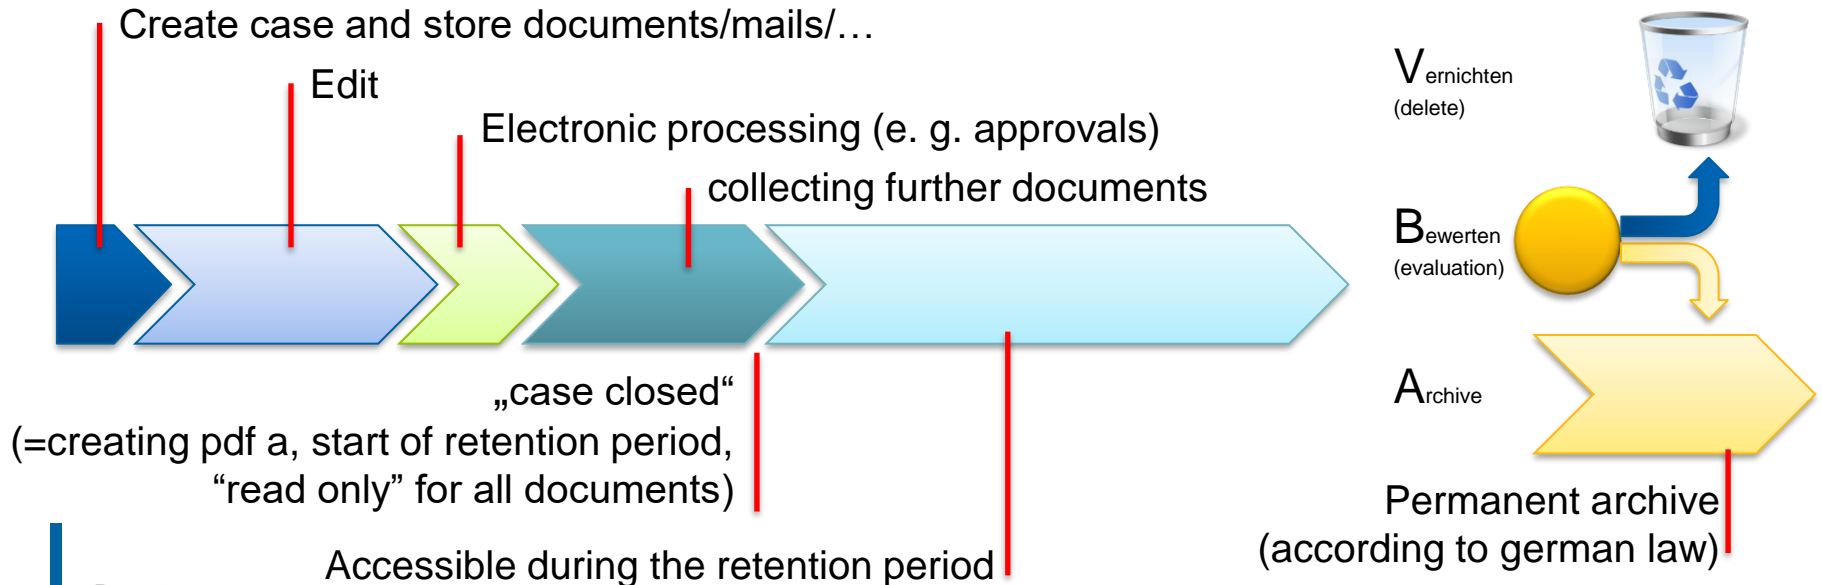 Create case and store documents/mails/…
Edit
Electronic processing (e. g. approvals)
collecting further documents
„case closed“
(=creating pdf a, start of retention period,
“read only” for all documents)
Accessible during the retention period
Vernichten
(delete)
Bewerten
(evaluation)
Archive
Permanent archive
(according to german law)